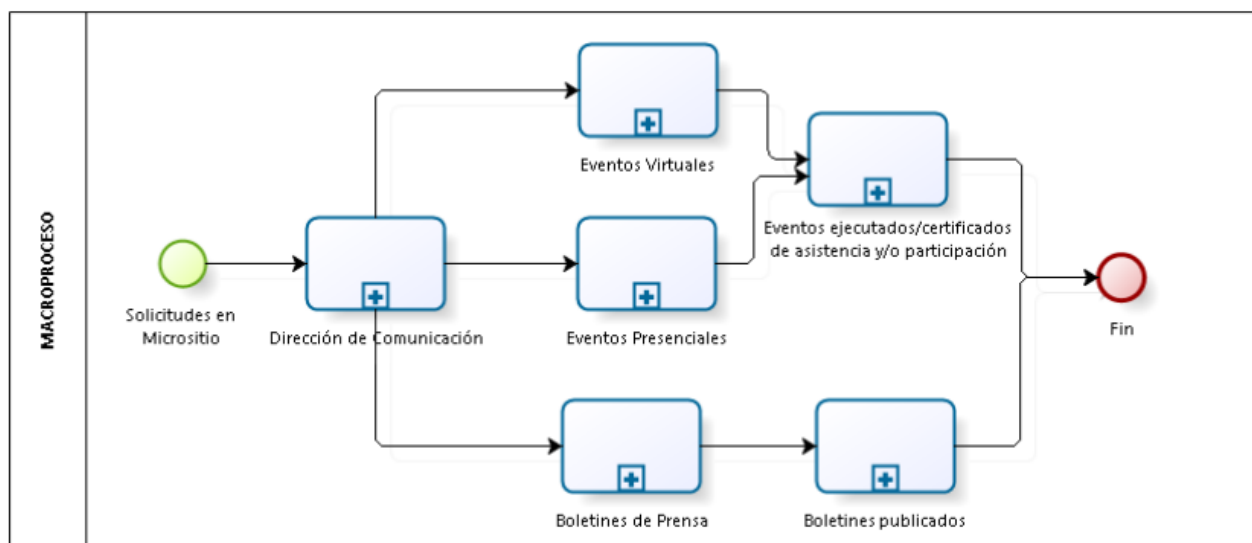 MACROPROCESO
Solicitudes en
Micrositio
Dirección de Comunicación
Eventos Virtuales
Eventos Presenciales
Boletines de Prensa
Eventos ejecutados/certificados
de asistencia y/o participación
Boletines publicados
Fin